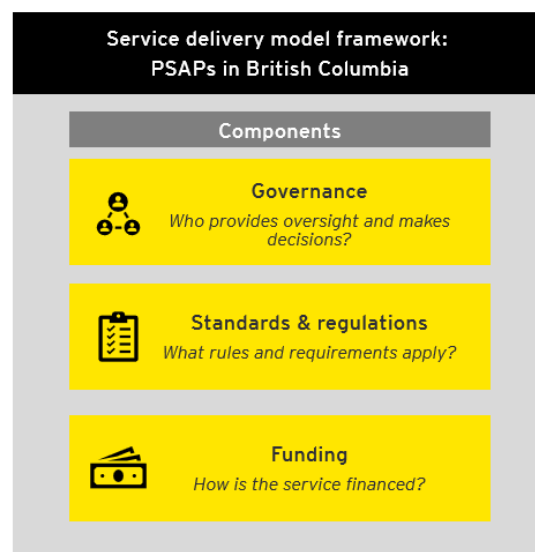 Service delivery model framework:
PSAPs in British Columbia
Components
Governance
Who provides oversight and makes
decisions?
Standards & regulations
What rules and requirements apply?
Funding
How is the service financed?